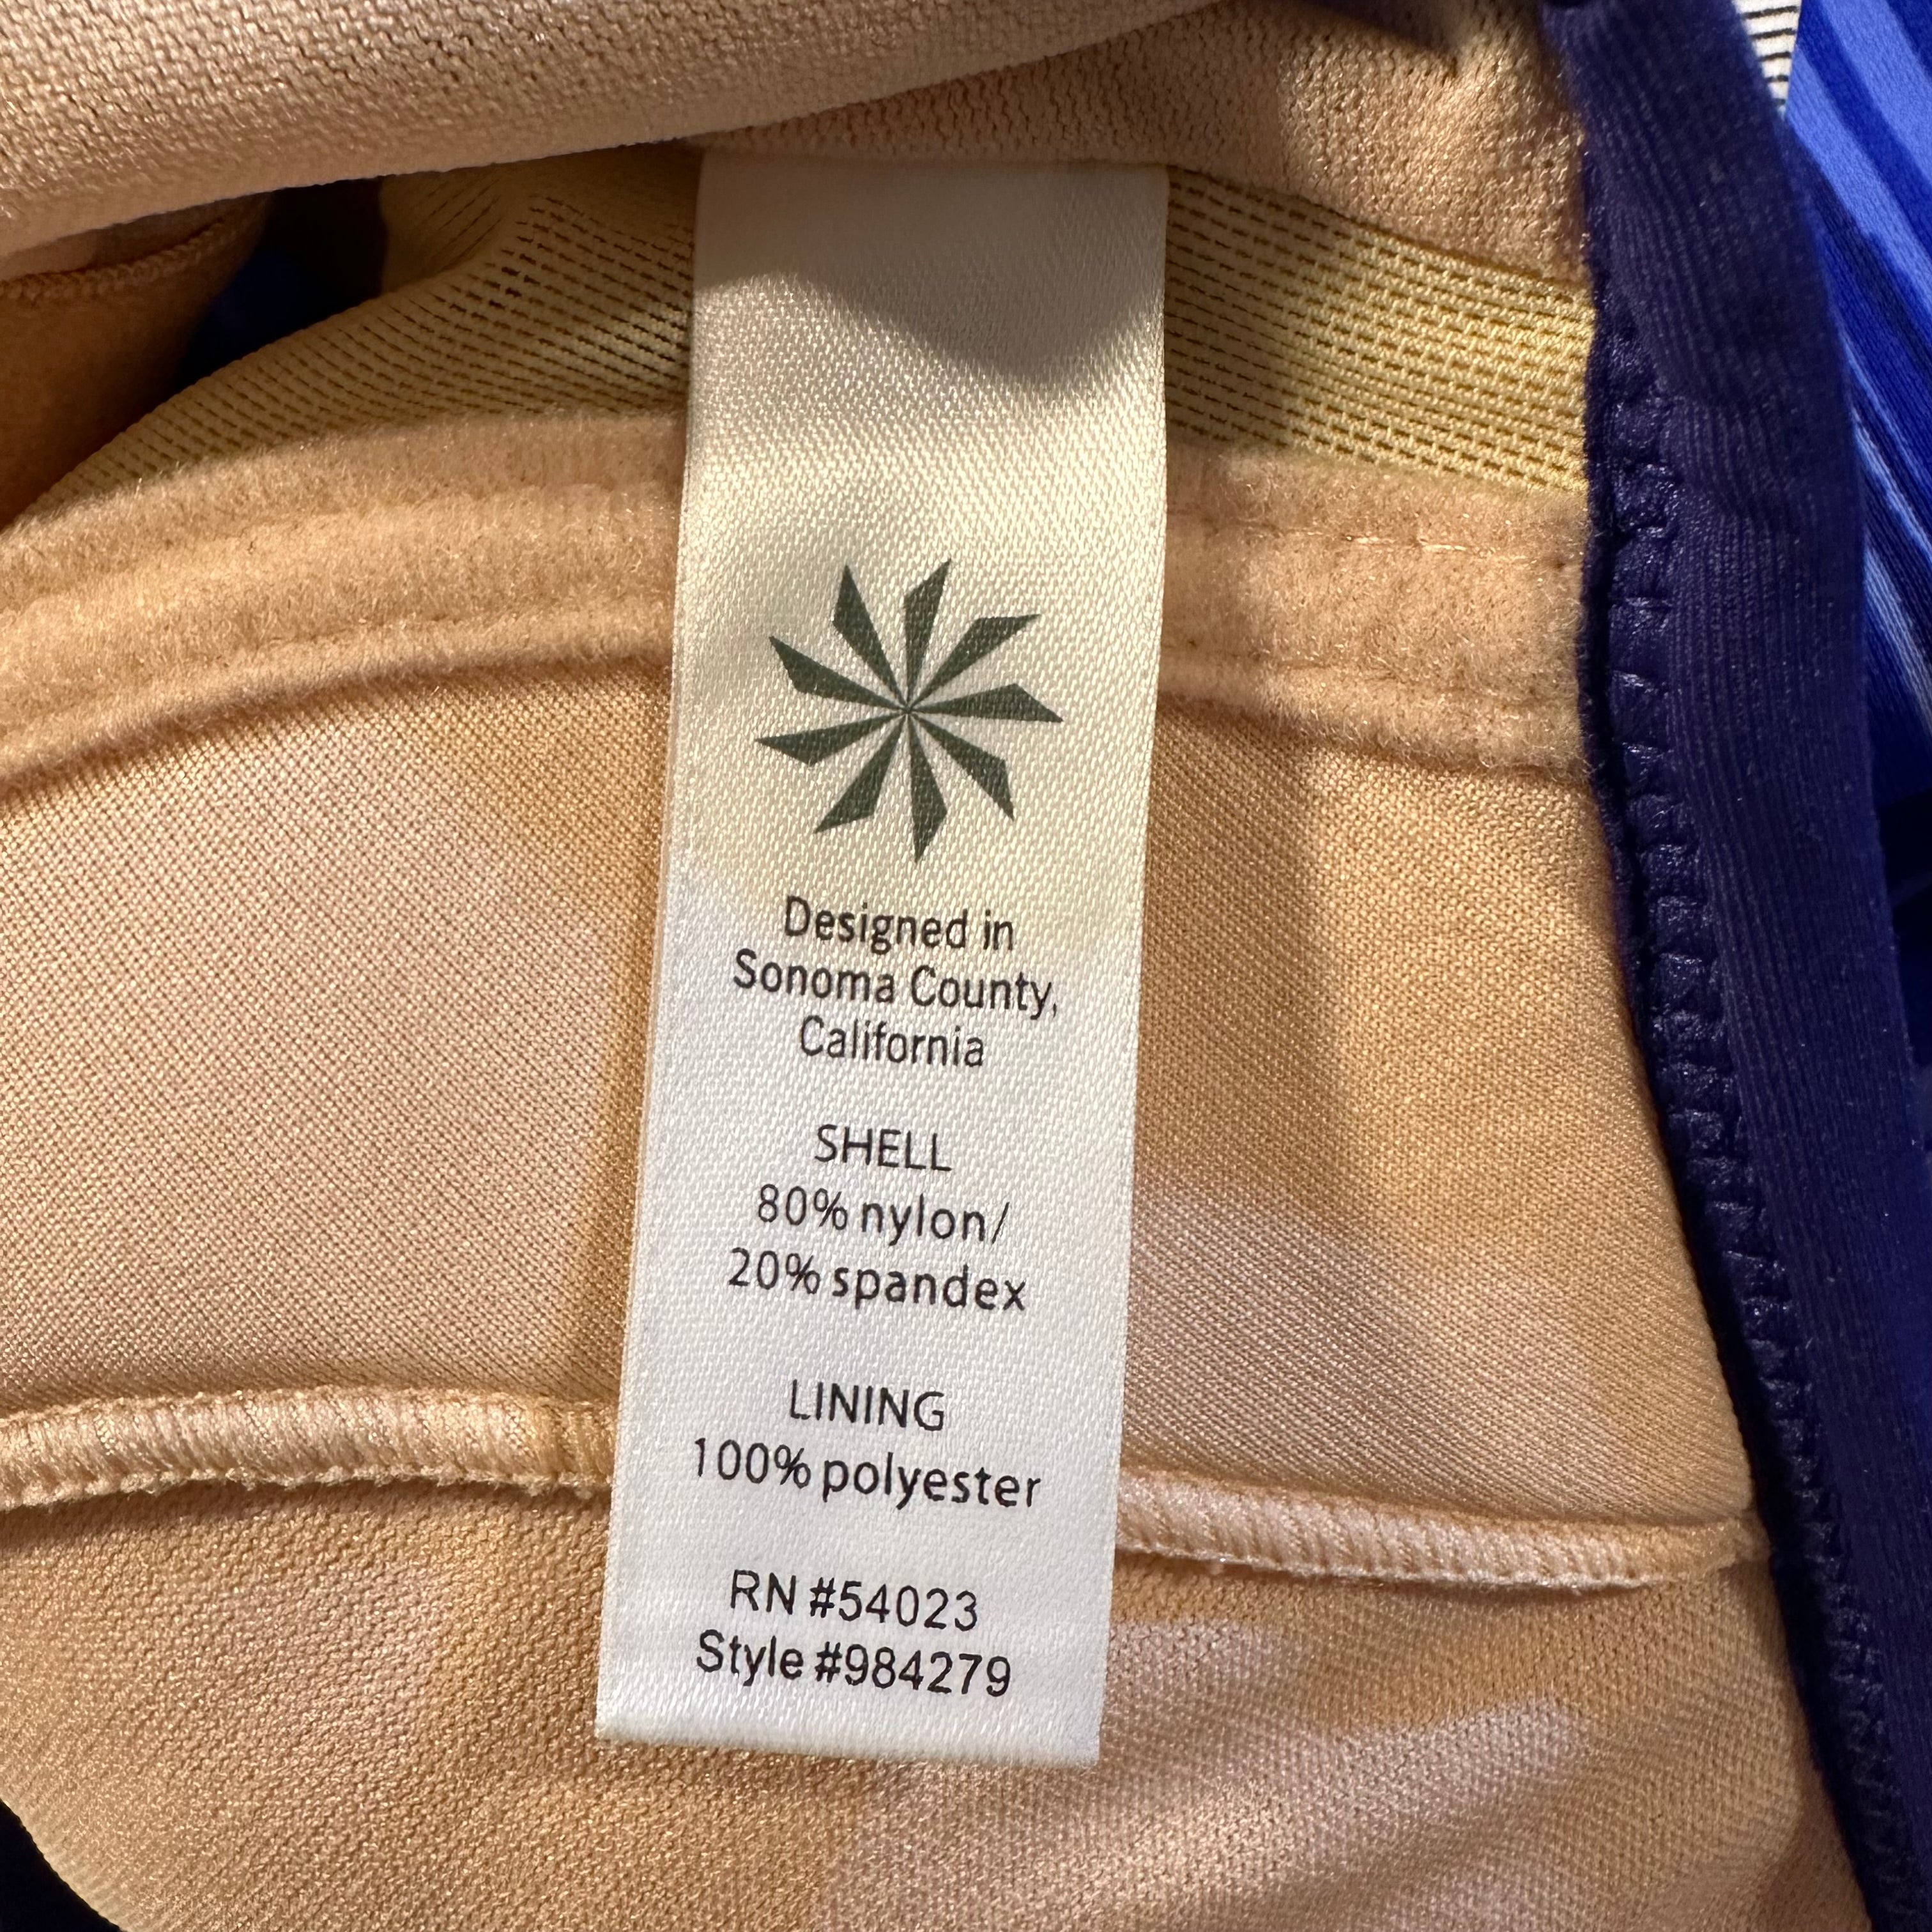 Designed in
Sonoma County,
California
SHELL
80% nylon/
20% spandex
LINING
100% polyester
RN #54023
Style #984279